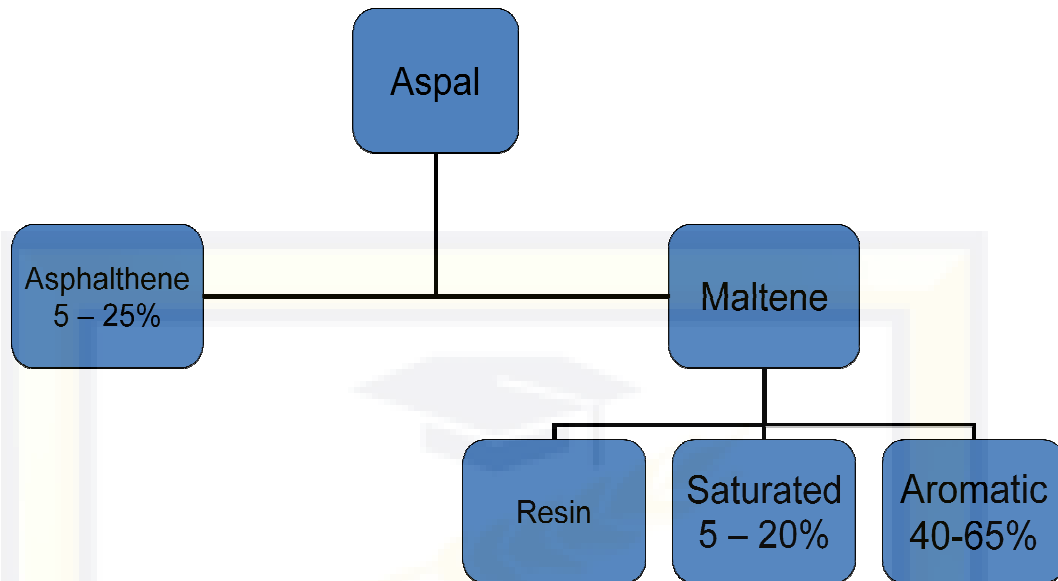 Aspal
Asphalthene
5 – 25%
Maltene
Resin
Saturated
5 – 20%
Aromatic
40-65%